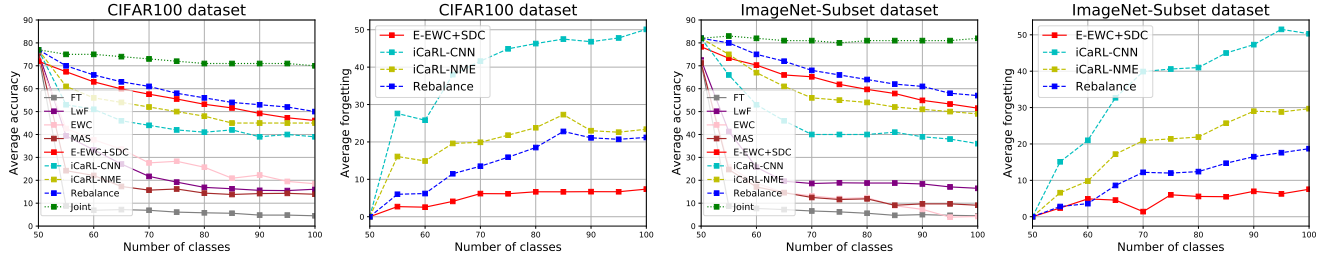 CIFAR100 dataset
Average accuracy
90
80
70
60
50
40
30
20
10
0
FT
LwF
EWC
MAS
E-EWC+SDC
iCaRL-CNN
iCaRL-NME
Rebalance
Joint
50 60 70 80 90 100
Number of classes
CIFAR100 dataset
Average forgetting
50
40
30
20
10
0
E-EWC+SDC
iCaRL-CNN
iCaRL-NME
Rebalance
50 60 70 80 90 100
Number of classes
ImageNet-Subset dataset
Average accuracy
90
80
70
60
50
40
30
20
10
0
FT
LwF
EWC
MAS
E-EWC+SDC
iCaRL-CNN
iCaRL-NME
Rebalance
Joint
50 60 70 80 90 100
Number of classes
ImageNet-Subset dataset
Average forgetting
50
40
30
20
10
0
E-EWC+SDC
iCaRL-CNN
iCaRL-NME
Rebalance
50 60 70 80 90 100
Number of classes